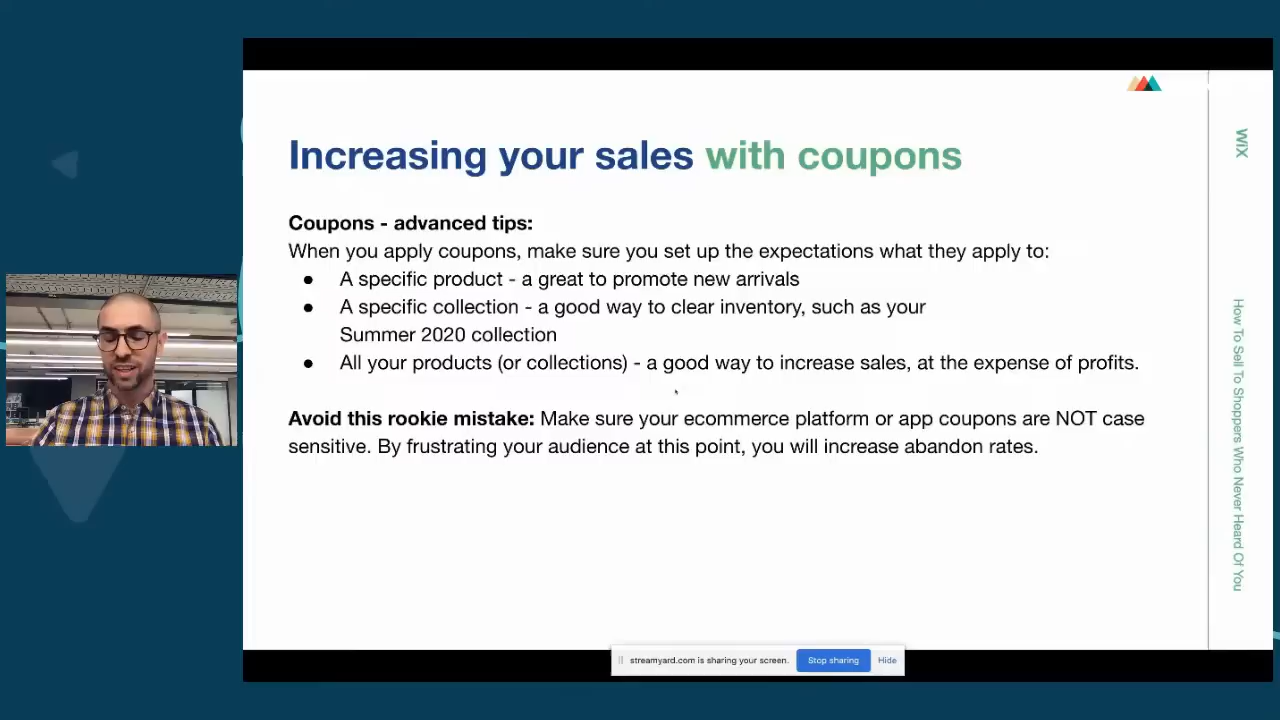 Increasing your sales with coupons
Coupons - advanced tips:
When you apply coupons, make sure you set up the expectations what they apply to:
● A specific product - a great to promote new arrivals
● A specific collection - a good way to clear inventory, such as your
Summer 2020 collection
● All your products (or collections) - a good way to increase sales, at the expense of profits.
Avoid this rookie mistake: Make sure your ecommerce platform or app coupons are NOT case
sensitive. By frustrating your audience at this point, you will increase abandon rates.
WiX
How To Sell To Shoppers Who Never Heard Of You
streamyard.com is sharing your screen. Stop sharing Hide